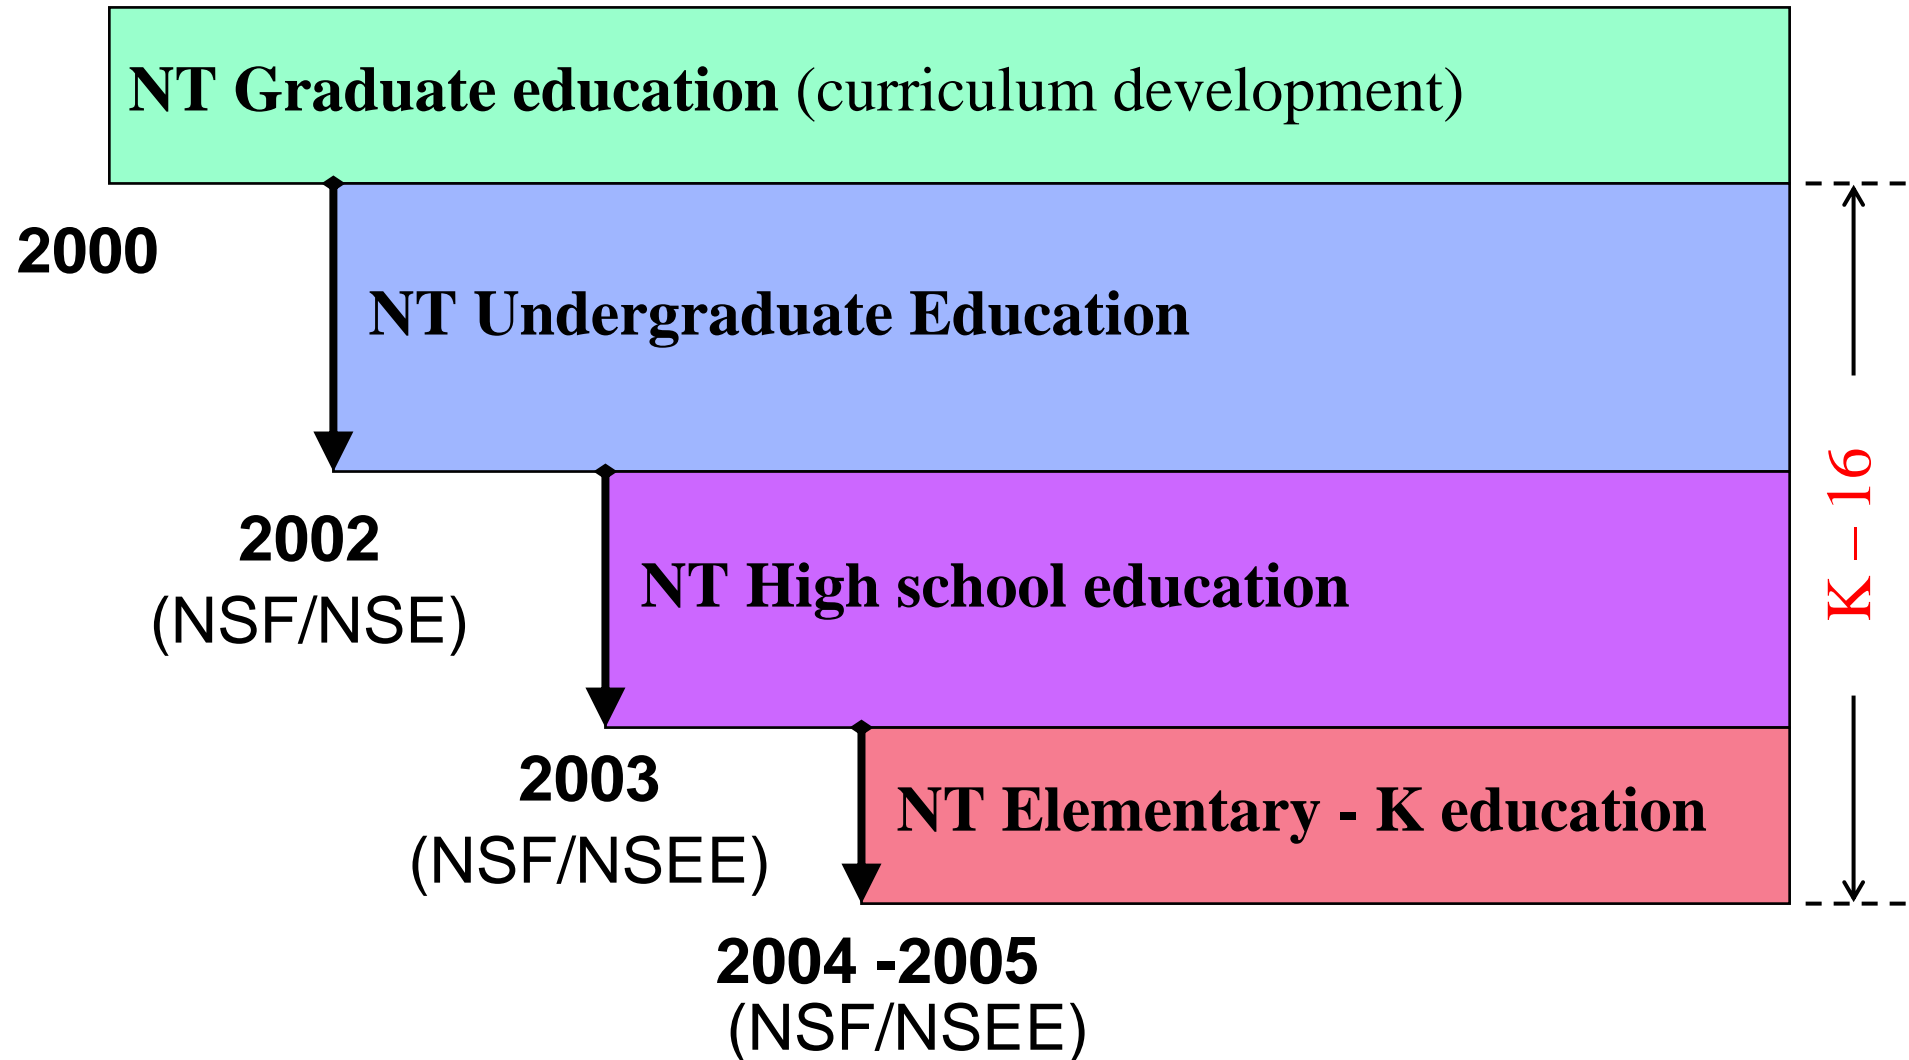 NT Graduate education (curriculum development)
2000
NT Undergraduate Education
2002
(NSF/NSE)
NT High school education
K – 16
2003
(NSF/NSEE)
NT Elementary - K education
2004 -2005
(NSF/NSEE)